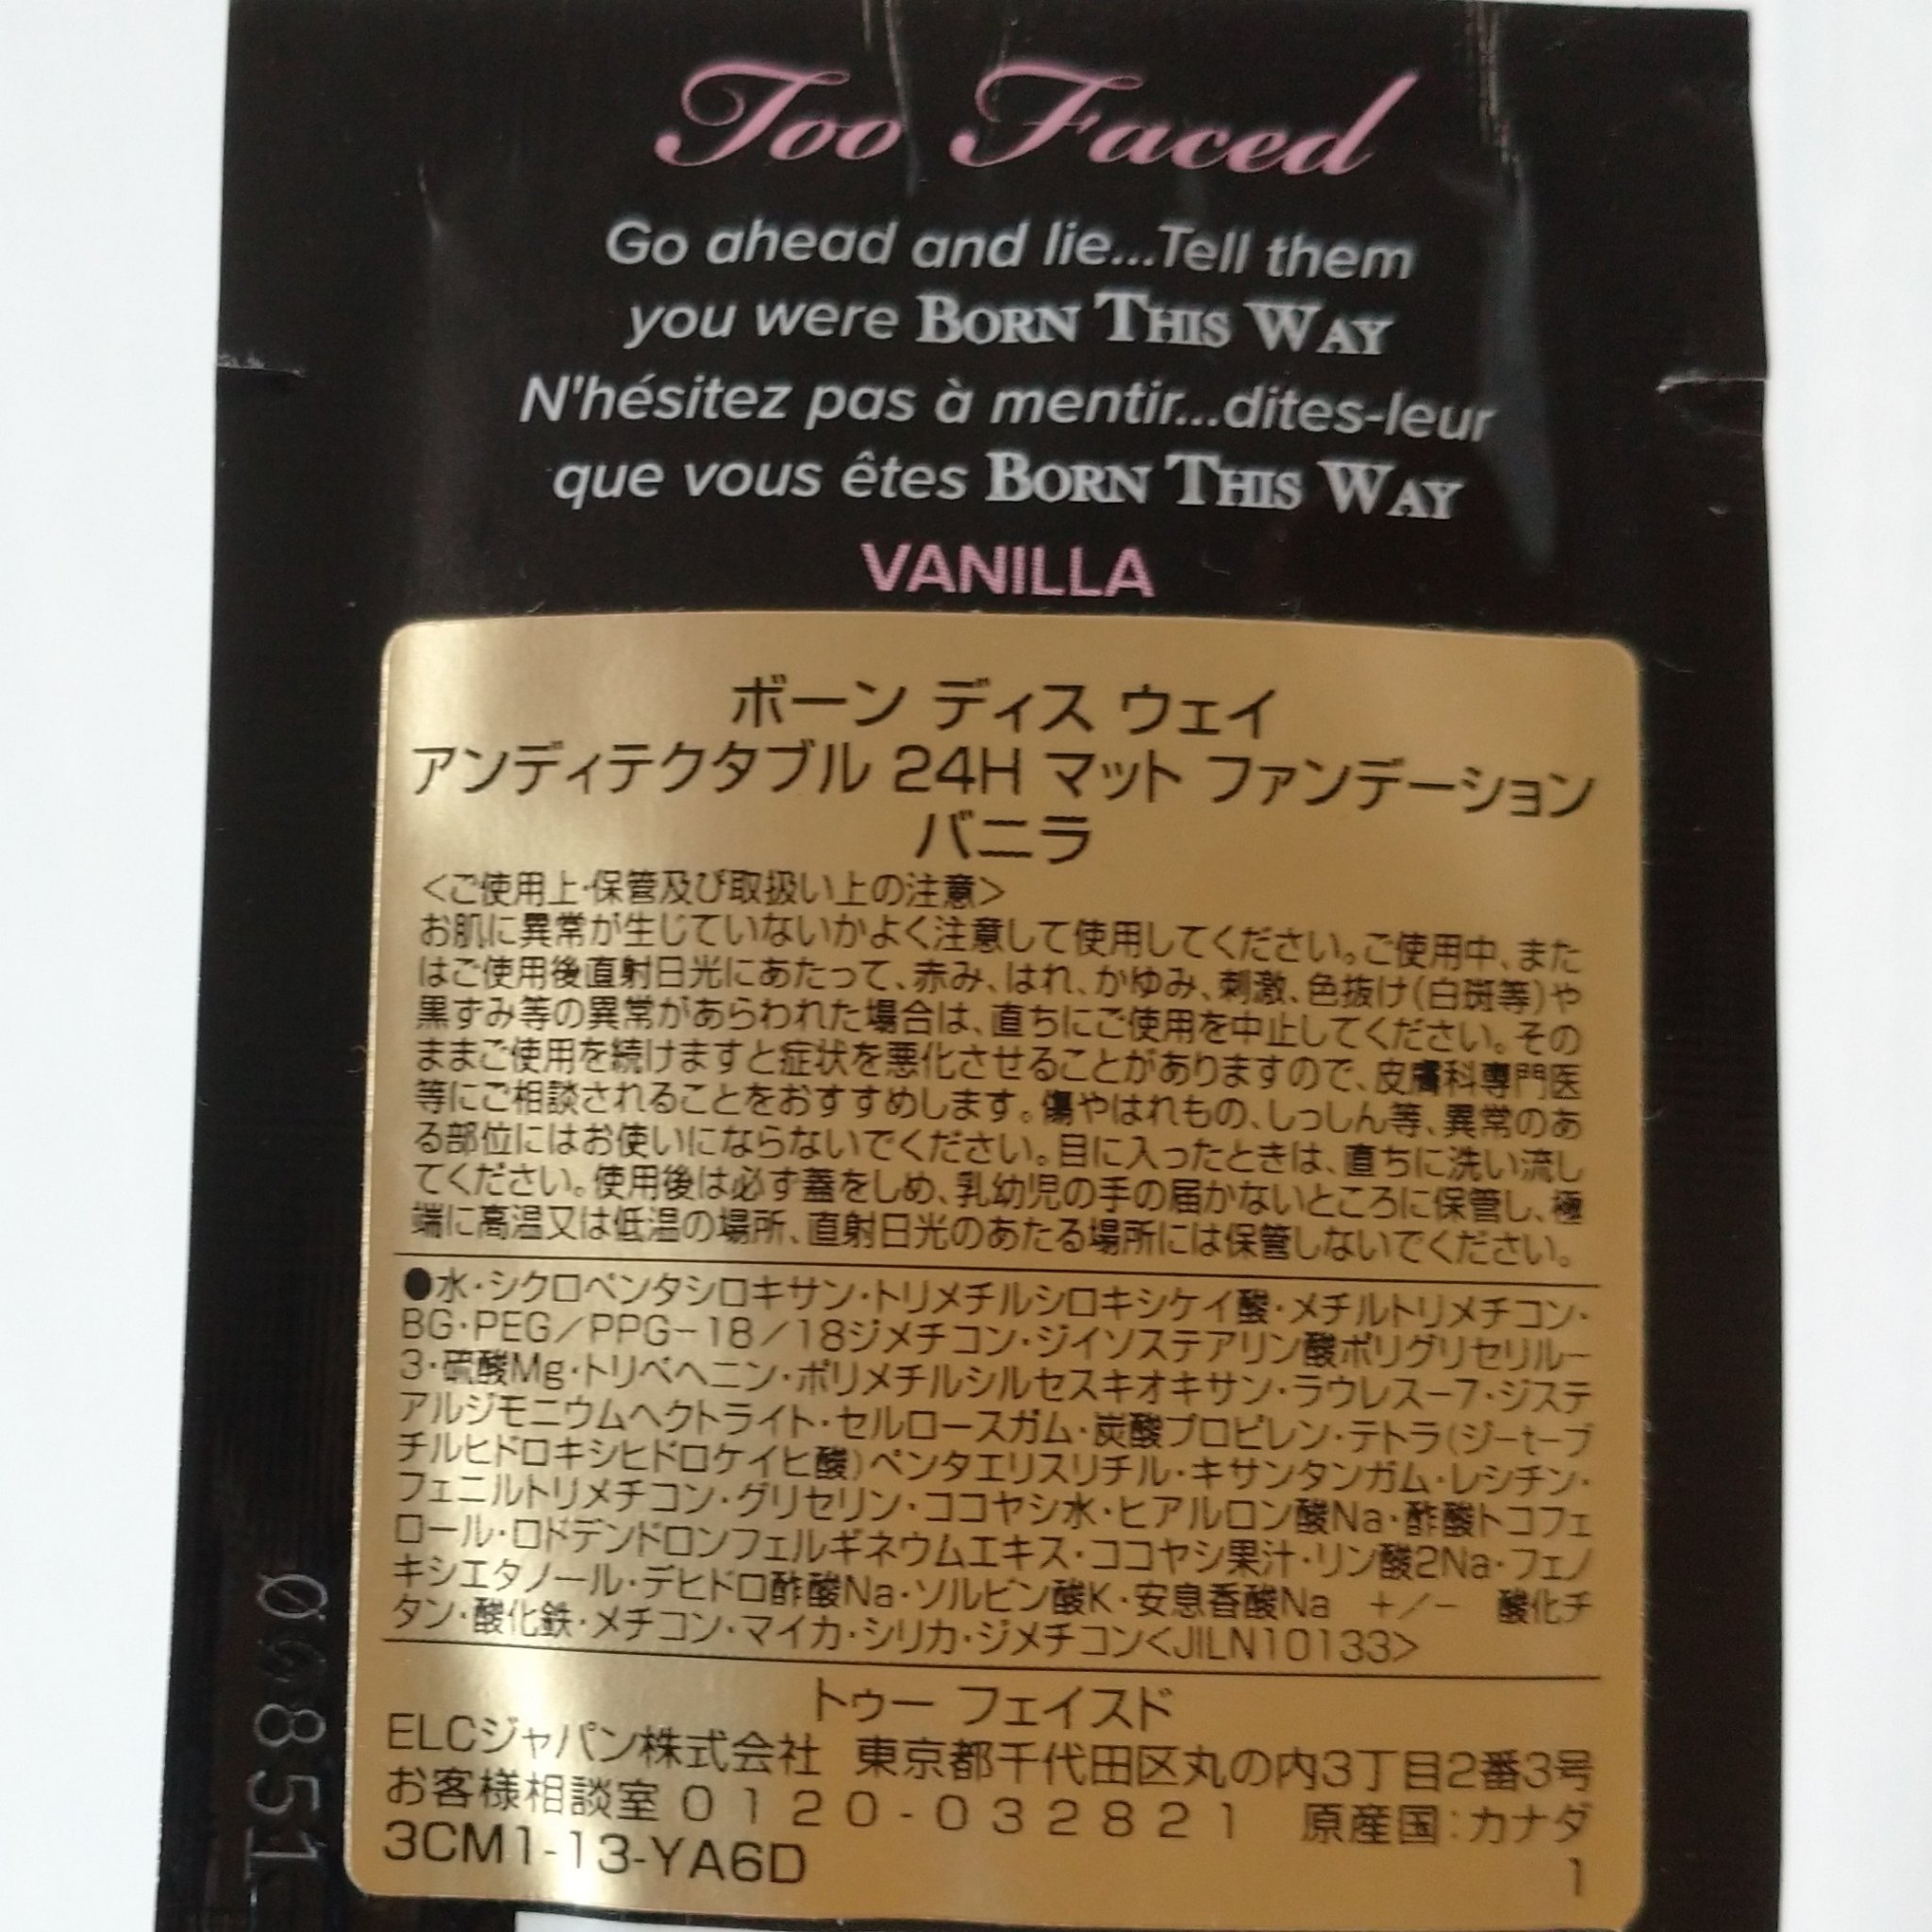 Too Faced
Go ahead and lie...Tell them
you were BORN THIS WAY
N'hésitez pas à mentir...dites-leur
que vous êtes BORN THIS WAY
VANILLA
ボーン ディス ウェイ
アンディテクタブル 24H マット ファンデーション
バニラ
＜ご使用上・保管及び取扱い上の注意＞
お肌に異常が生じていないかよく注意して使用してください。ご使用中、また
はご使用後直射日光にあたって、赤み、はれ、かゆみ、刺激、色抜け(白斑等)や
黒ずみ等の異常があらわれた場合は、直ちにご使用を中止してください。その
ままご使用を続けますと症状を悪化させることがありますので、皮膚科専門医
等にご相談されることをおすすめします。傷やはれもの、しっしん等、異常のあ
る部位にはお使いにならないでください。目に入ったときは、直ちに洗い流し
てください。使用後は必ず蓋をしめ、乳幼児の手の届かないところに保管し、極
端に高温又は低温の場所、直射日光のあたる場所には保管しないでください。
●水・シクロペンタシロキサン・トリメチルシロキシケイ酸・メチルトリメチコン・
BG・PEG／PPG－18／18ジメチコン・ジイソステアリン酸ポリグリセリル－
3・硫酸Mg・トリベヘニン・ポリメチルシルセスキオキサン・ラウレス－7・ジステ
アルジモニウムヘクトライト・セルロースガム・炭酸プロピレン・テトラ(ジ－t－ブ
チルヒドロキシヒドロケイヒ酸)ペンタエリスリチル・キサンタンガム・レシチン・
フェニルトリメチコン・グリセリン・ココヤシ水・ヒアルロン酸Na・酢酸トコフェ
ロール・ロドデンドロンフェルギネウムエキス・ココヤシ果汁・リン酸2Na・フェノ
キシエタノール・デヒドロ酢酸Na・ソルビン酸K・安息香酸Na　＋／－　酸化チ
タン・酸化鉄・メチコン・マイカ・シリカ・ジメチコン<JILN10133>
トゥー フェイスド
ELCジャパン株式会社 東京都千代田区丸の内3丁目2番3号
お客様相談室 0120-032821 原産国：カナダ
3CM1-13-YA6D 1